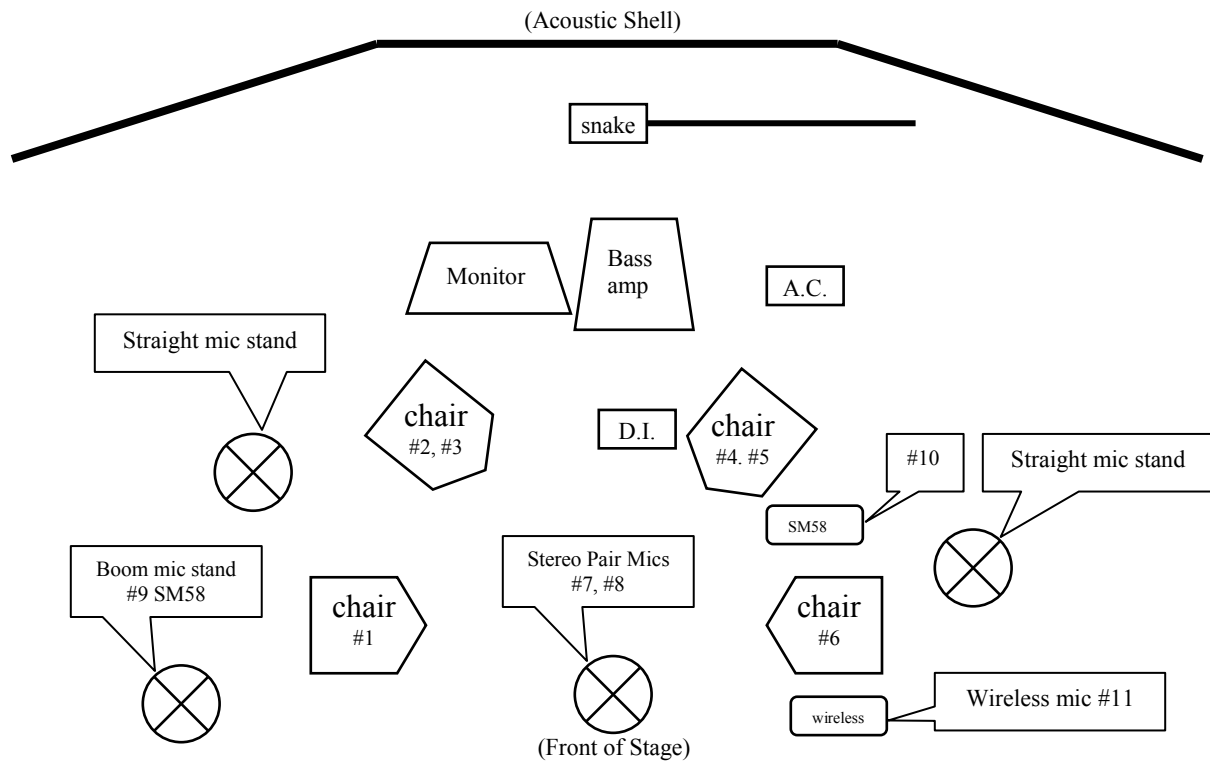 (Acoustic Shell)
snake
Monitor
Bass
amp
A.C.
Straight mic stand
chair
#2, #3
D.I.
chair
#4. #5
#10
Straight mic stand
SM58
Boom mic stand
#9 SM58
chair
#1
Stereo Pair Mics
#7, #8
chair
#6
wireless
Wireless mic #11
(Front of Stage)